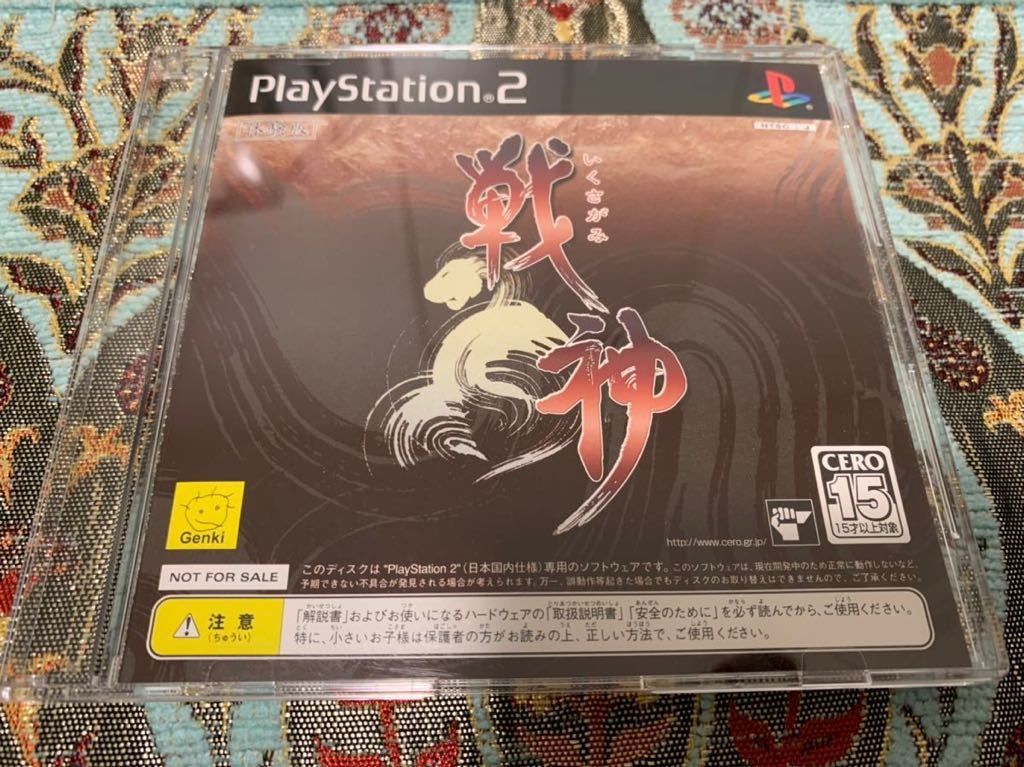 PlayStation®2
体験版
NTSC J
戦神
いくさがみ
Genki
CERO
15
15才以上対象
http://www.cero.gr.jp/
NOT FOR SALE
このディスクは "PlayStation 2"(日本国内仕様)専用のソフトウェアです。このソフトウェアは、現在開発中のため正常に動作しないなど、
予期できない不具合が発見される場合が考えられます。万一、誤動作等起きた場合でもディスクのお取り替えはできませんので、ご了承ください。
注意
(ちゅうい)
「解説書」およびお使いになるハードウェアの「取扱説明書」「安全のために」を必ず読んでから、ご使用ください。
特に、小さいお子様は保護者の方がお読みの上、正しい方法で、ご使用ください。